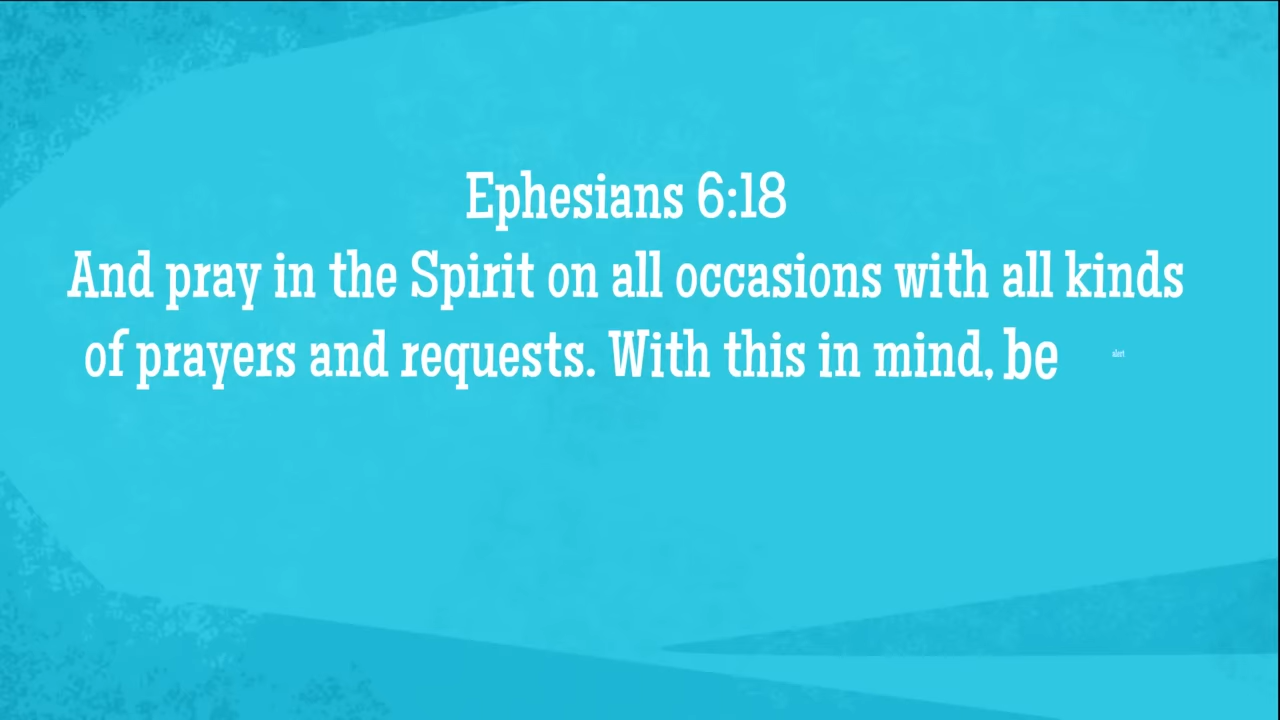 Ephesians 6:18
And pray in the Spirit on all occasions with all kinds
of prayers and requests. With this in mind, be alert